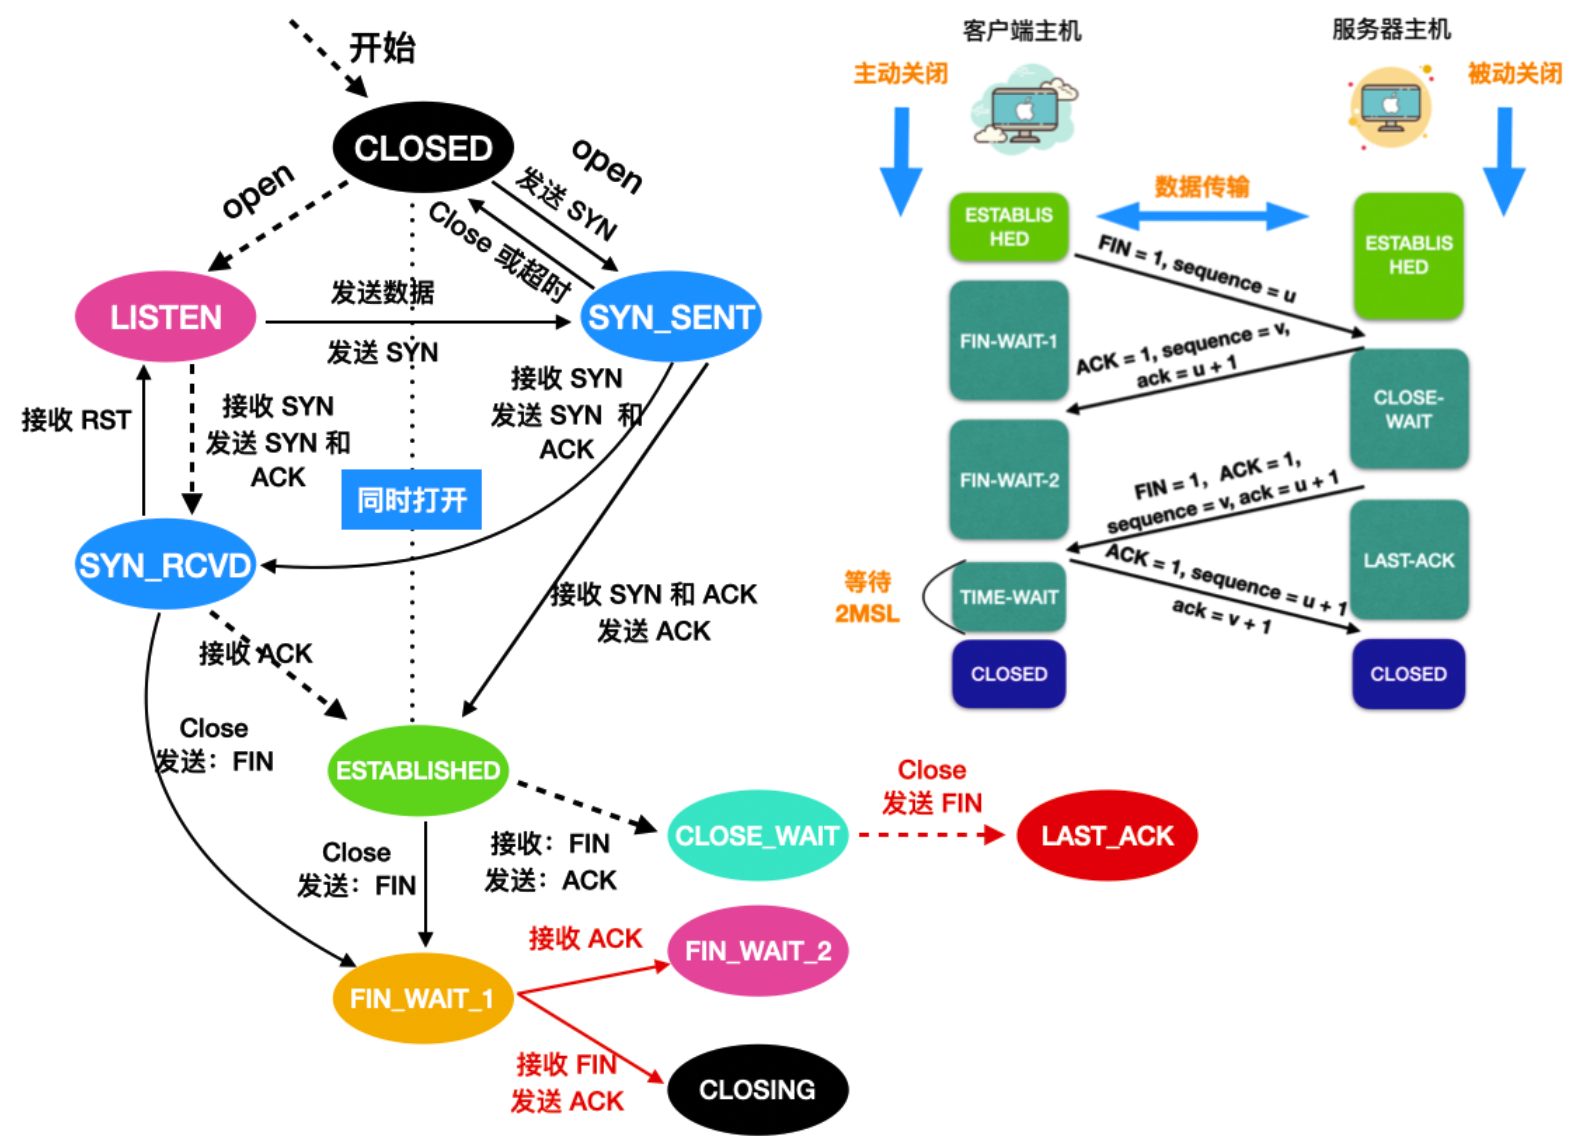 开始
CLOSED
open
open
发送 SYN
Close 或超时
LISTEN
发送数据
发送 SYN
SYN_SENT
接收 RST
接收 SYN
发送 SYN 和
ACK
接收 SYN
发送 SYN 和
ACK
同时打开
SYN_RCVD
接收 SYN 和 ACK
发送 ACK
接收 ACK
Close
发送：FIN
ESTABLISHED
Close
发送：FIN
接收：FIN
发送：ACK
CLOSE_WAIT
Close
发送 FIN
LAST_ACK
FIN_WAIT_1
接收 ACK
FIN_WAIT_2
接收 FIN
发送 ACK
CLOSING
客户端主机
服务器主机
主动关闭
被动关闭
数据传输
ESTABLIS
HED
ESTABLIS
HED
FIN = 1, sequence = u
FIN-WAIT-1
ACK = 1, sequence = v,
ack = u + 1
CLOSE-
WAIT
FIN-WAIT-2
FIN = 1, ACK = 1,
sequence = v, ack = u + 1
LAST-ACK
等待
2MSL
TIME-WAIT
ACK = 1, sequence = u + 1
ack = v + 1
CLOSED
CLOSED